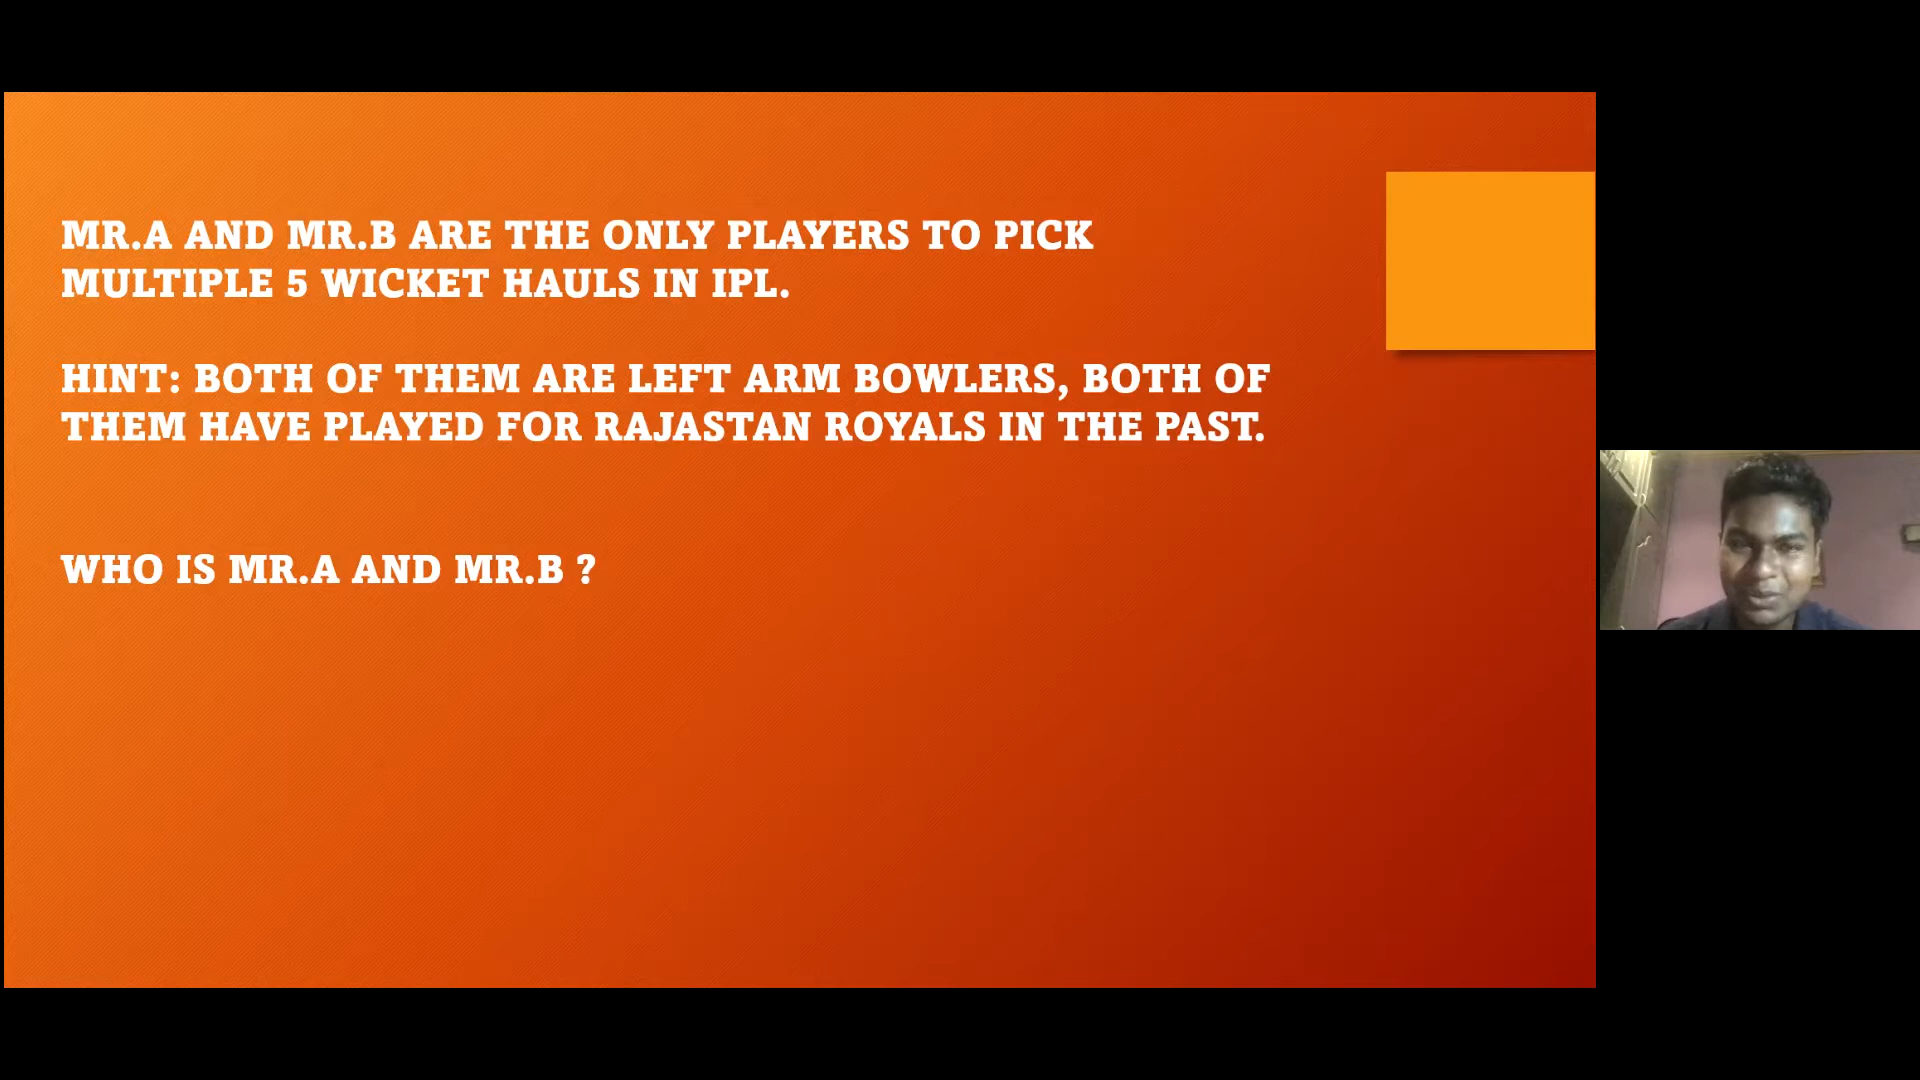 MR.A AND MR.B ARE THE ONLY PLAYERS TO PICK
MULTIPLE 5 WICKET HAULS IN IPL.
HINT: BOTH OF THEM ARE LEFT ARM BOWLERS, BOTH OF
THEM HAVE PLAYED FOR RAJASTAN ROYALS IN THE PAST.
WHO IS MR.A AND MR.B ?